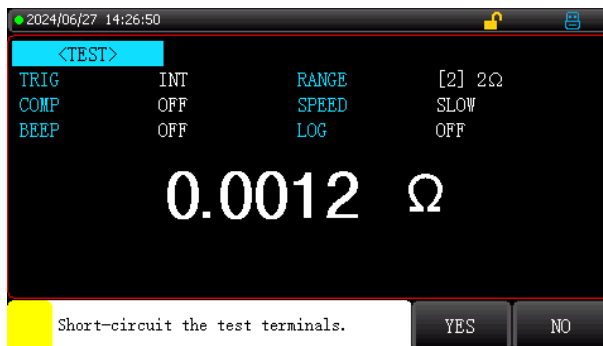 2024/06/27 14:26:50
<TEST>
TRIG INT RANGE [2] 2Ω
COMP OFF SPEED SLOW
BEEP OFF LOG OFF
0.0012 Ω
Short-circuit the test terminals. YES NO